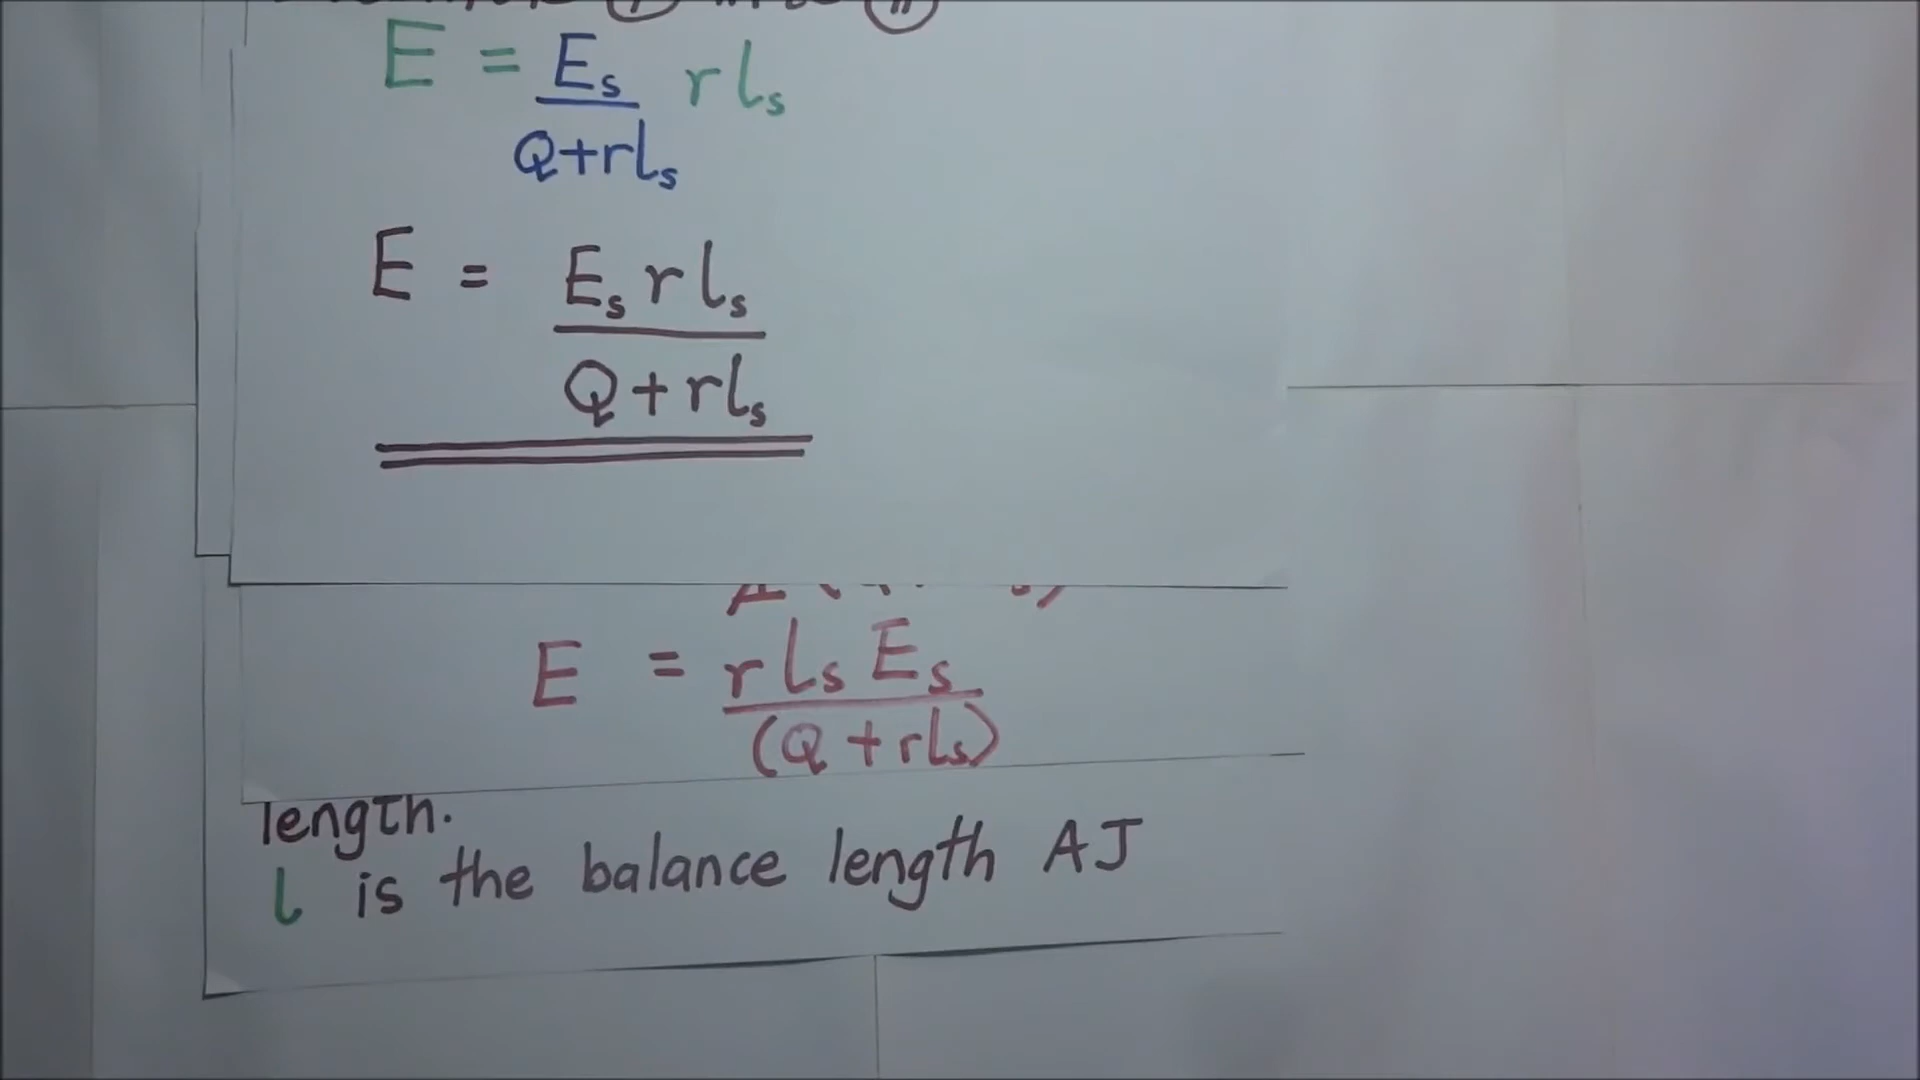 E = Es/Q+rls rls
E = Es rls/Q+rls
E = rls Es/(Q+rls)
length.
l is the balance length AJ